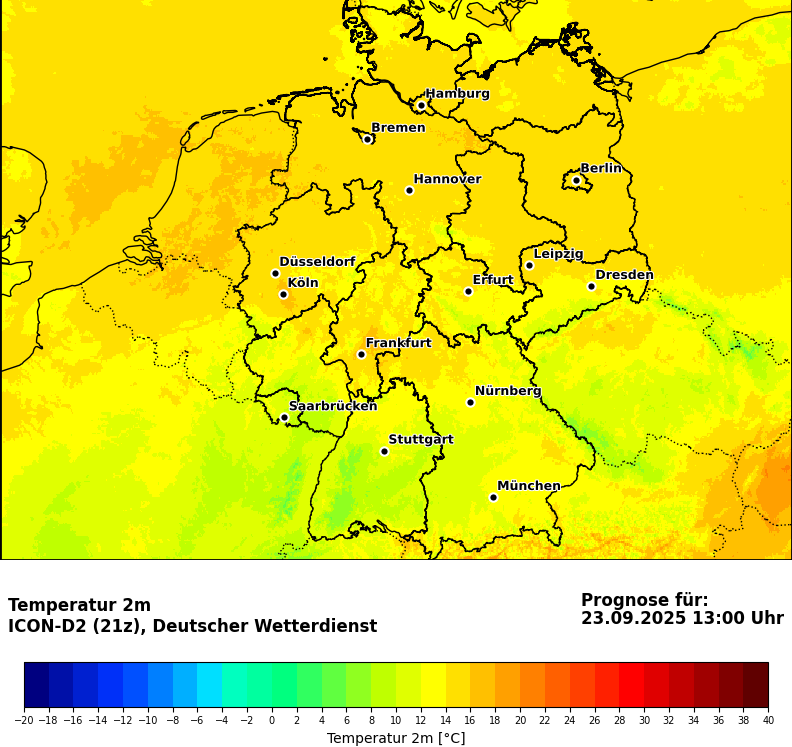 Hamburg
Bremen
Berlin
Hannover
Leipzig
Düsseldorf
Dresden
Köln
Erfurt
Frankfurt
Nürnberg
Saarbrücken
Stuttgart
München
Temperatur 2m
ICON-D2 (21z), Deutscher Wetterdienst
Prognose für:
23.09.2025 13:00 Uhr
−20 −18 −16 −14 −12 −10 −8 −6 −4 −2 0 2 4 6 8 10 12 14 16 18 20 22 24 26 28 30 32 34 36 38 40
Temperatur 2m [°C]